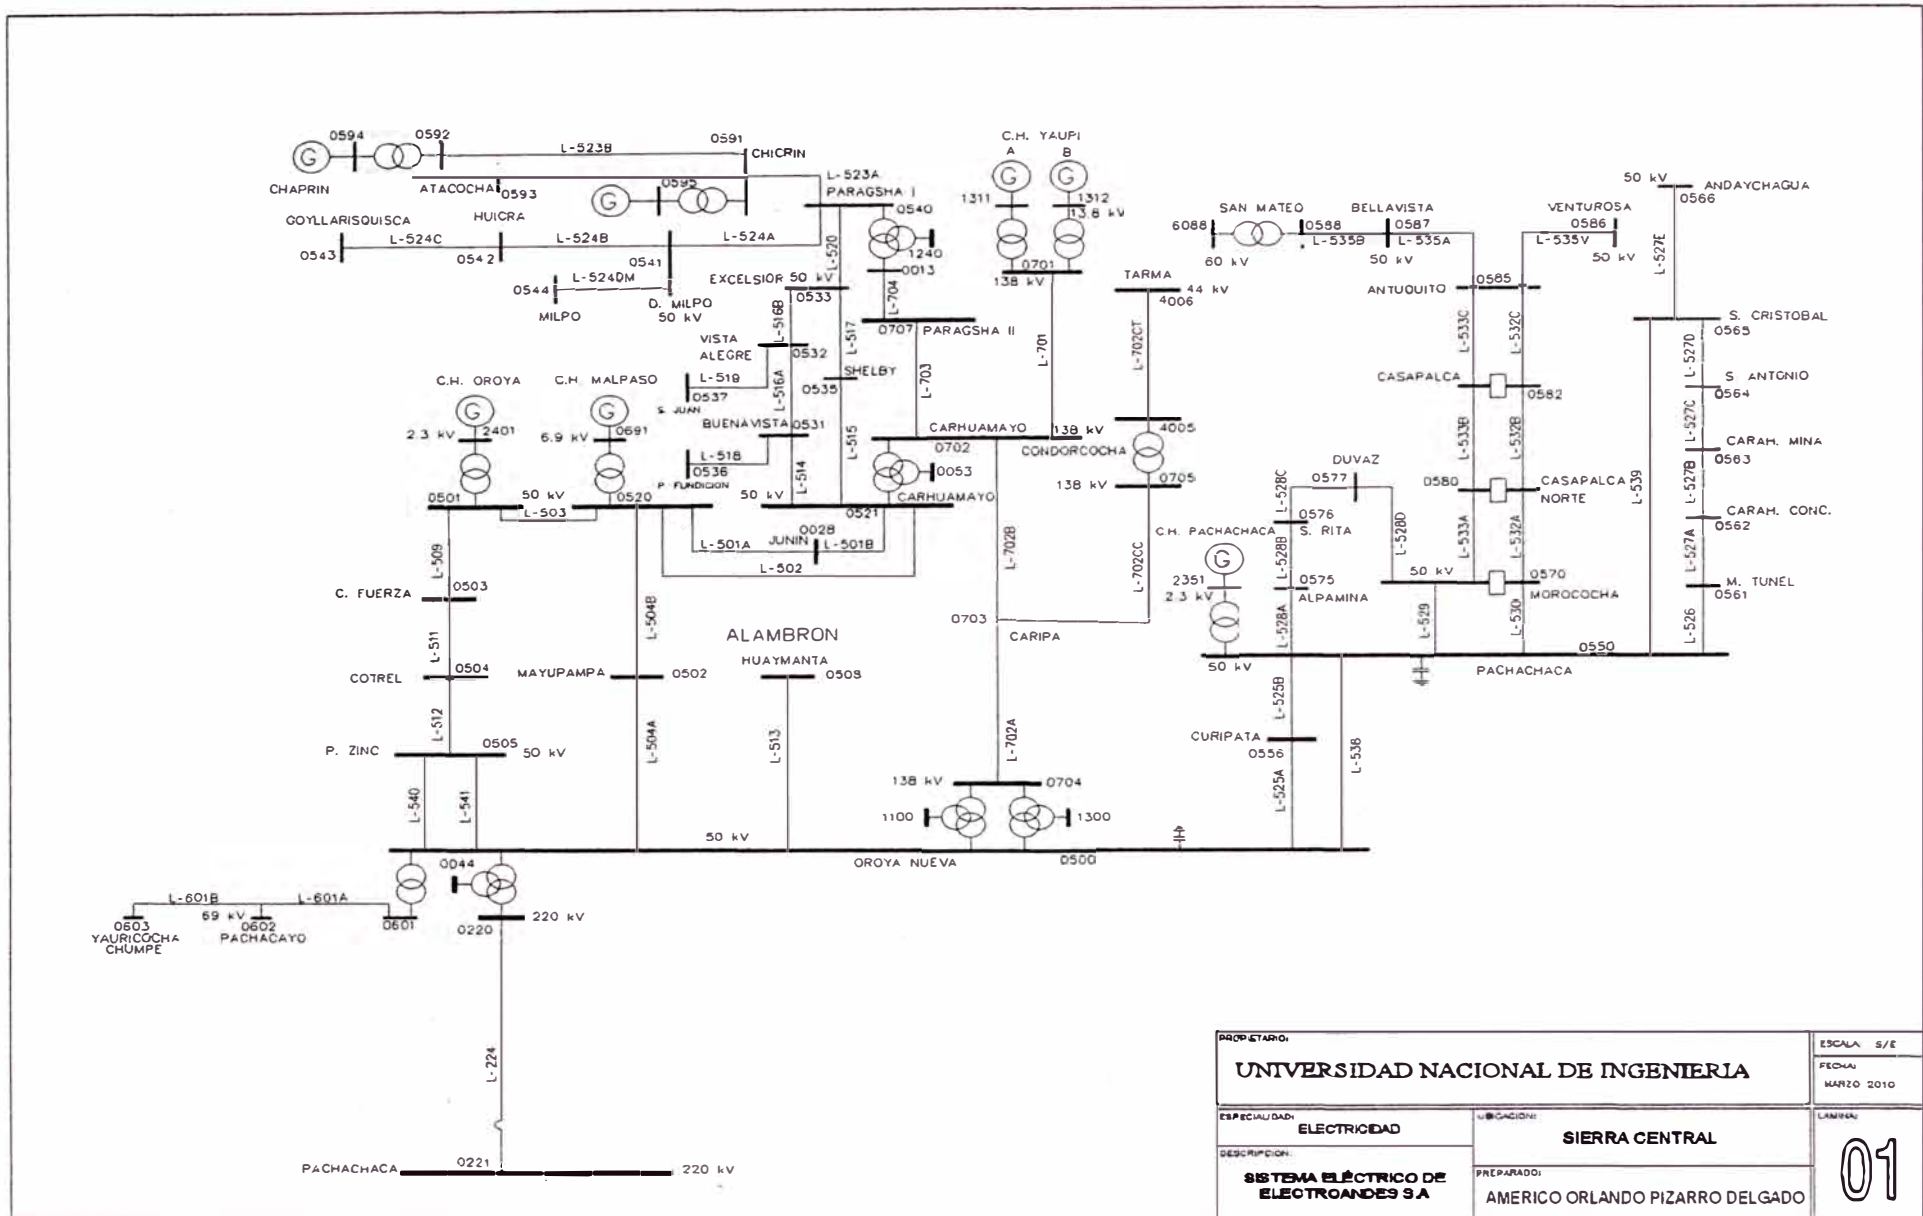 C.H. YAUPI
A B
0594
0592
L-523B
0591
CHICRIN
CHAPRIN
ATACOCHA
0593
0595
L-523A
PARAGSHA I
0540
1311
1312
13.8 kV
50 kV
ANDAYCHAGUA
0566
GOYLLARISQUISCA
HUICRA
0543
L-524C
0542
L-524B
0541
L-524A
L-520
1240
0013
L-704
0701
138 kV
6088
60 kV
SAN MATEO
0588
L-535B
BELLAVISTA
0587
L-535A
50 kV
VENTUROSA
0586
L-535V
50 kV
L-527E
0544
L-524DM
MILPO
D. MILPO
50 kV
EXCELSIOR
50 kV
0533
TARMA
44 kV
4006
ANTUQUITO
0585
L-516B
L-517
0707
PARAGSHA II
L-701
L-702CT
L-533C
L-532C
S. CRISTOBAL
0565
VISTA
ALEGRE
0532
L-519
0537
S. JUAN
L-516A
SHELBY
0535
L-703
CASAPALCA
0582
L-527D
S. ANTONIO
0564
C.H. OROYA
C.H. MALPASO
2.3 kV
2401
6.9 kV
0691
BUENAVISTA
0531
L-518
0536
P. FUNDICION
L-514
L-515
CARHUAMAYO
0702
138 kV
CONDORCOCHA
4005
0053
138 kV
0705
L-533B
L-532B
L-527C
CARAH. MINA
0563
DUVAZ
0577
L-528C
0580
CASAPALCA
NORTE
L-539
L-527B
0501
50 kV
L-503
0520
50 kV
0521
CARHUAMAYO
0576
S. RITA
L-528D
CARAH. CONC.
0562
L-501A
0028
JUNIN
L-501B
L-502
L-702B
L-702CC
C.H. PACHACHACA
2351
2.3 kV
L-528B
L-533A
L-532A
L-527A
L-509
C. FUERZA
0503
L-504B
0575
ALPAMINA
50 kV
0570
MOROCOCHA
M. TUNEL
0561
L-511
ALAMBRON
HUAYMANTA
0703
CARIPA
L-528A
L-529
L-530
L-526
50 kV
0550
PACHACHACA
COTREL
0504
MAYUPAMPA
0502
0508
L-512
L-504A
L-513
L-702A
L-525B
CURIPATA
0556
L-538
P. ZINC
0505
50 kV
L-540
L-541
138 kV
0704
L-525A
1100
1300
50 kV
OROYA NUEVA
0500
0044
L-601B
L-601A
0603
YAURICOCHA
CHUMPE
69 kV
0602
PACHACAYO
0601
0220
220 kV
L-224
PACHACHACA
0221
220 kV
PROPIETARIO:
UNIVERSIDAD NACIONAL DE INGENIERIA
ESCALA: S/E
FECHA:
MARZO 2010
ESPECIALIDAD:
ELECTRICIDAD
UBICACION:
SIERRA CENTRAL
LAMINA:
01
DESCRIPCION:
SISTEMA ELÉCTRICO DE
ELECTROANDES S.A
PREPARADO:
AMERICO ORLANDO PIZARRO DELGADO
G
G
G
G
G
G
G